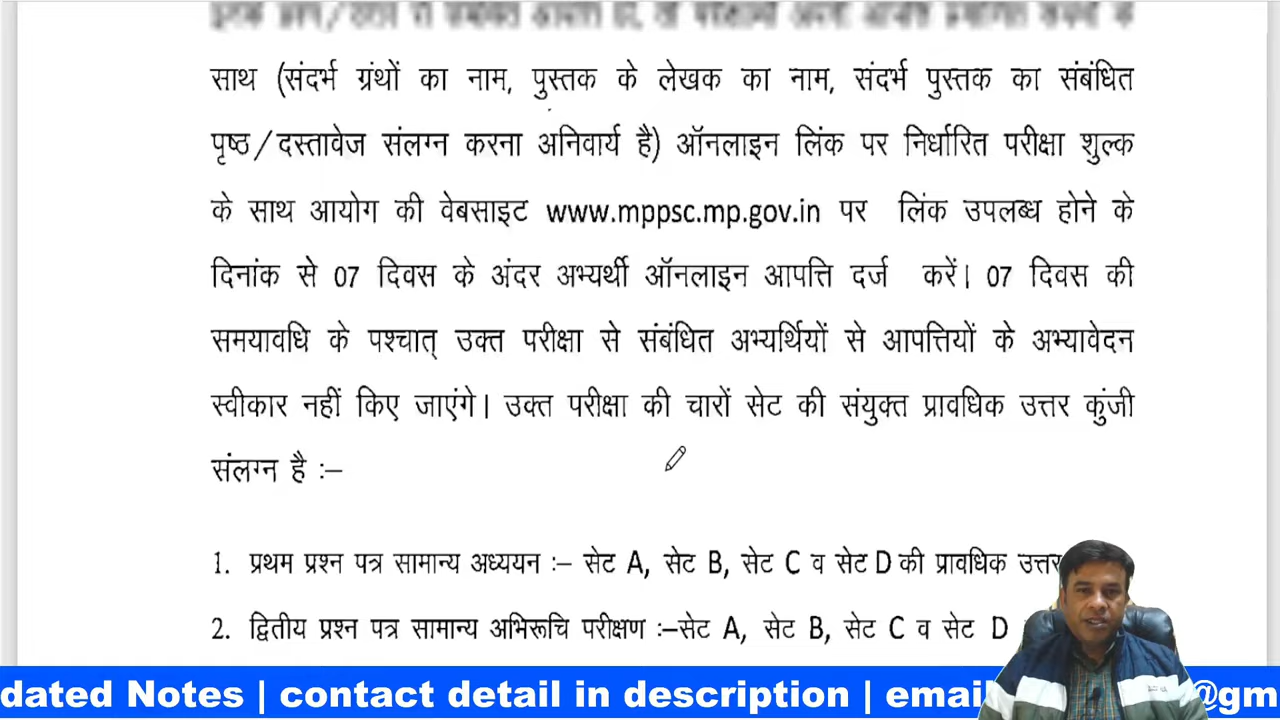 साथ (संदर्भ ग्रंथों का नाम, पुस्तक के लेखक का नाम, संदर्भ पुस्तक का संबंधित
पृष्ठ/दस्तावेज संलग्न करना अनिवार्य है) ऑनलाइन लिंक पर निर्धारित परीक्षा शुल्क
के साथ आयोग की वेबसाइट www.mppsc.mp.gov.in पर लिंक उपलब्ध होने के
दिनांक से 07 दिवस के अंदर अभ्यर्थी ऑनलाइन आपत्ति दर्ज करें। 07 दिवस की
समयावधि के पश्चात् उक्त परीक्षा से संबंधित अभ्यर्थियों से आपत्तियों के अभ्यावेदन
स्वीकार नहीं किए जाएंगे। उक्त परीक्षा की चारों सेट की संयुक्त प्रावधिक उत्तर कुंजी
संलग्न है :–
1. प्रथम प्रश्न पत्र सामान्य अध्ययन :– सेट A, सेट B, सेट C व सेट D की प्रावधिक उत्तर
2. द्वितीय प्रश्न पत्र सामान्य अभिरूचि परीक्षण :–सेट A, सेट B, सेट C व सेट D
dated Notes | contact detail in description | email @gm